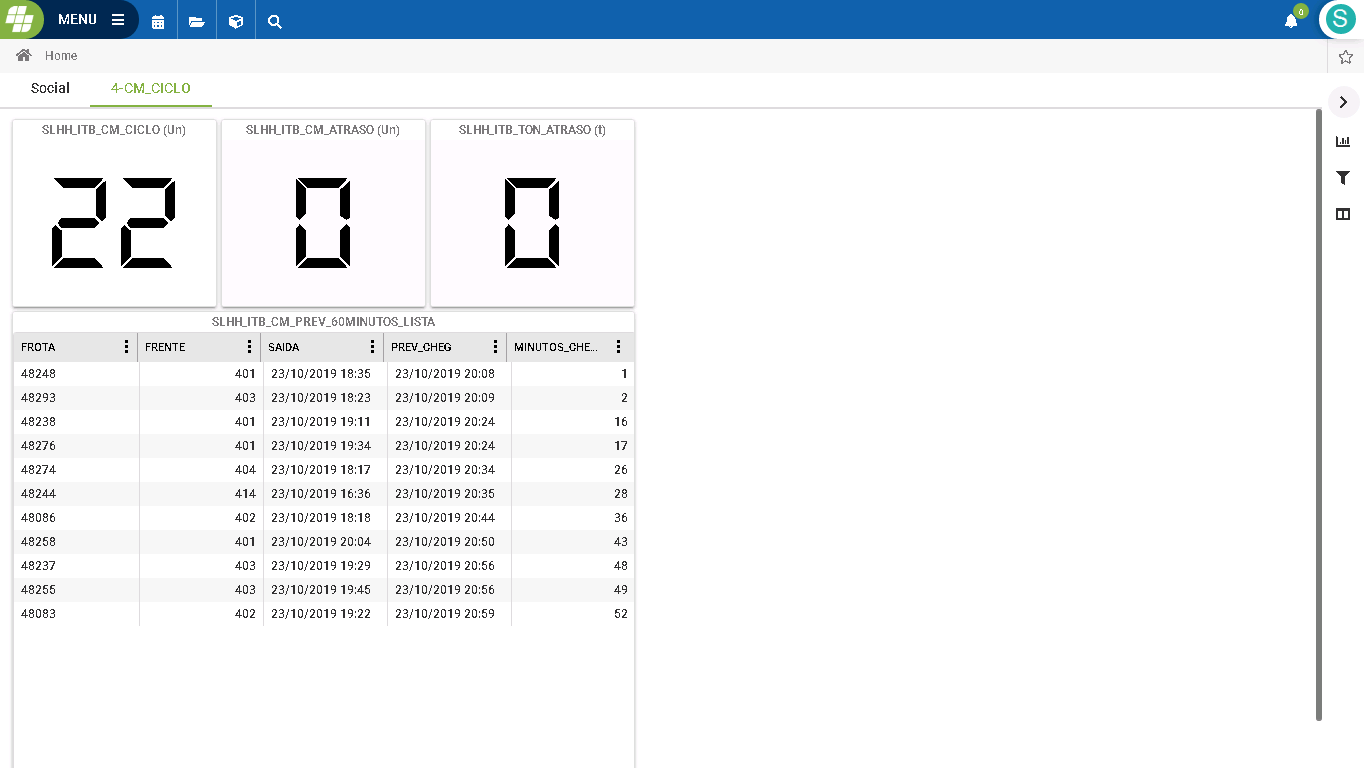 MENU
0
S
Home
Social 4-CM_CICLO
SLHH_ITB_CM_CICLO (Un) SLHH_ITB_CM_ATRASO (Un) SLHH_ITB_TON_ATRASO (t)
22 0 0
SLHH_ITB_CM_PREV_60MINUTOS_LISTA
FROTA FRENTE SAIDA PREV_CHEG MINUTOS_CHE...
48248 401 23/10/2019 18:35 23/10/2019 20:08 1
48293 403 23/10/2019 18:23 23/10/2019 20:09 2
48238 401 23/10/2019 19:11 23/10/2019 20:24 16
48276 401 23/10/2019 19:34 23/10/2019 20:24 17
48274 404 23/10/2019 18:17 23/10/2019 20:34 26
48244 414 23/10/2019 16:36 23/10/2019 20:35 28
48086 402 23/10/2019 18:18 23/10/2019 20:44 36
48258 401 23/10/2019 20:04 23/10/2019 20:50 43
48237 403 23/10/2019 19:29 23/10/2019 20:56 48
48255 403 23/10/2019 19:45 23/10/2019 20:56 49
48083 402 23/10/2019 19:22 23/10/2019 20:59 52